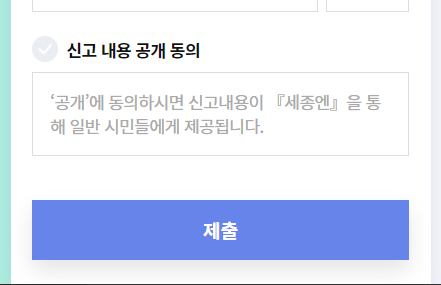 신고 내용 공개 동의
‘공개’에 동의하시면 신고내용이 『세종엔』을 통
해 일반 시민들에게 제공됩니다.
제출